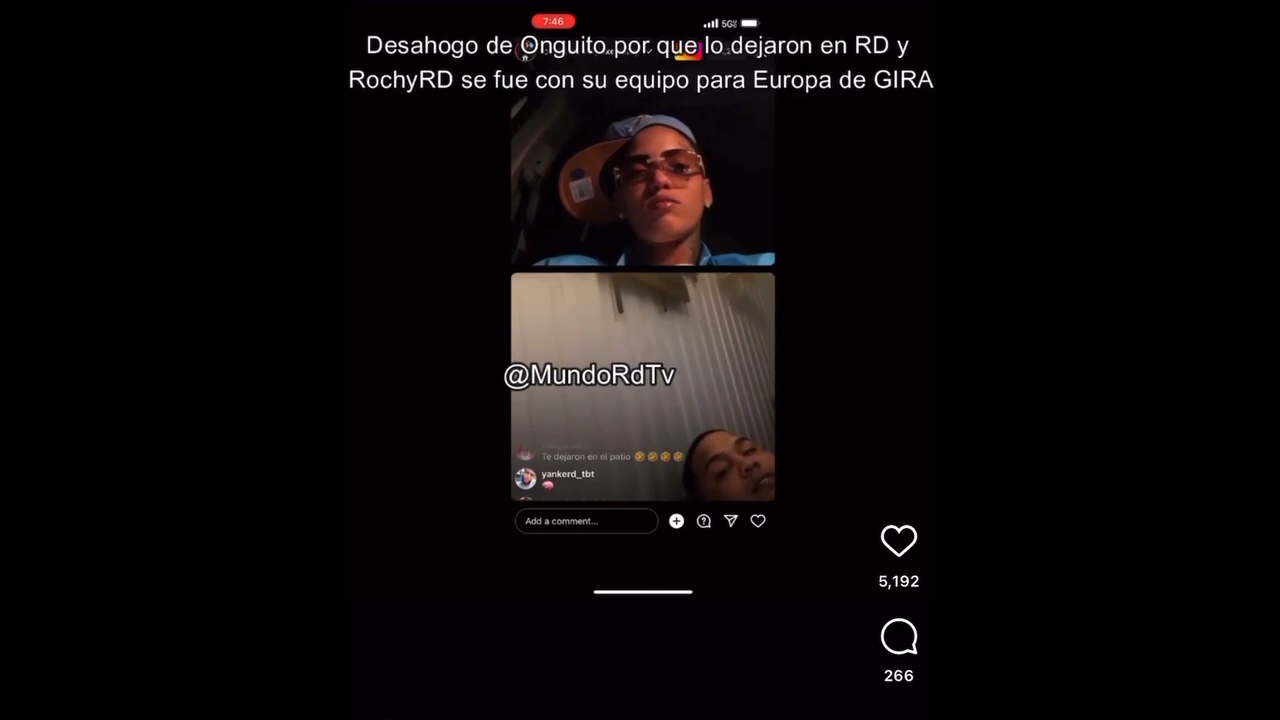 7:46
5G
Desahogo de Onguito por que lo dejaron en RD y
RochyRD se fue con su equipo para Europa de GIRA
@MundoRdTv
Te dejaron en el patio 🤣🤣🤣🤣
yankerd_tbt
🧠
Add a comment...
5,192
266